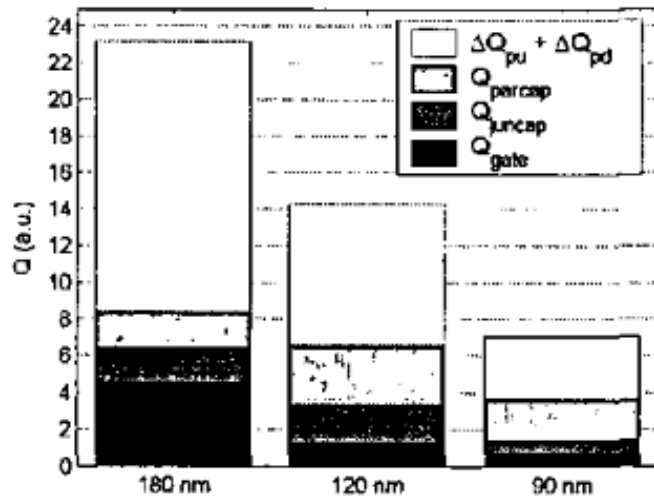 24
22
20
18
16
14
12
10
8
6
4
2
0
Q (a.u.)
ΔQpu + ΔQpd
Qparcap
Qjuncap
Qgate
180 nm
120 nm
90 nm